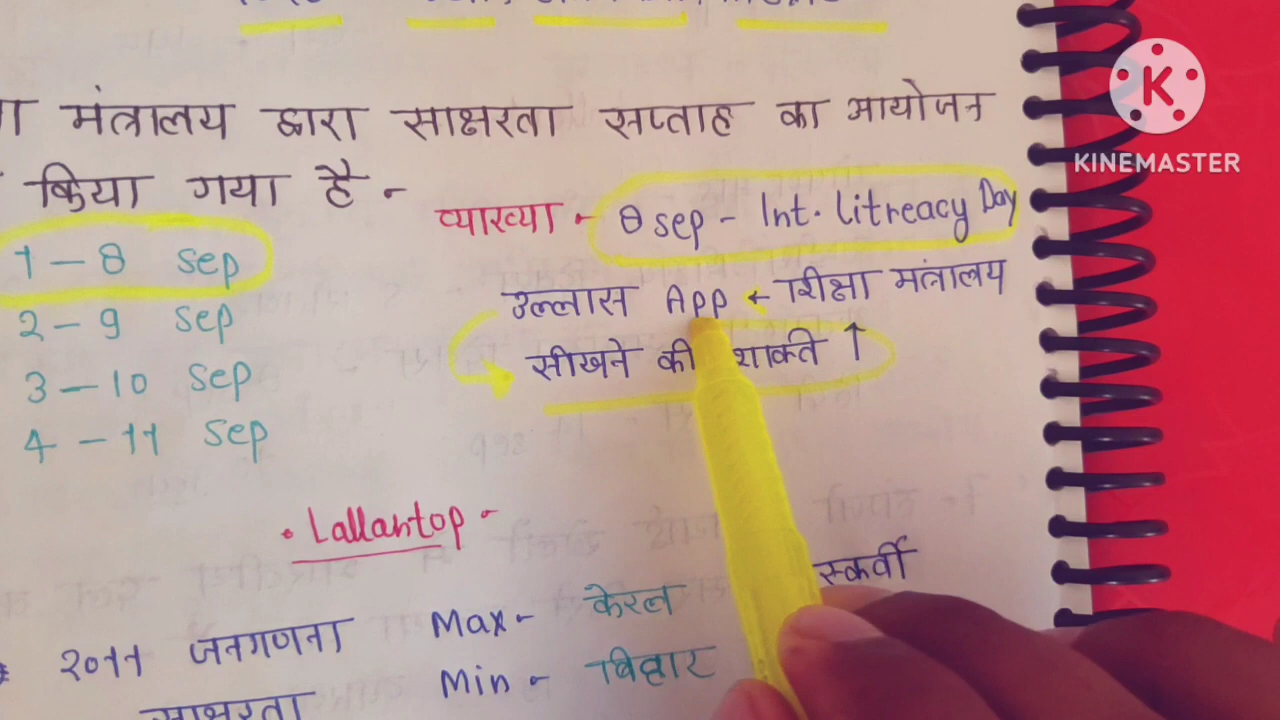 मंत्रालय द्वारा साक्षरता सप्ताह का आयोजन
किया गया है -
व्याख्या - 8 sep - Int. Litreacy Day
1 - 8 sep
उल्लास App ← शिक्षा मंत्रालय
2 - 9 sep
सीखने की शक्ति ↑
3 - 10 sep
4 - 11 sep
• Lallantop -
स्कर्वी
2011 जनगणना Max - केरल
साक्षरता Min - बिहार
K
KINEMASTER